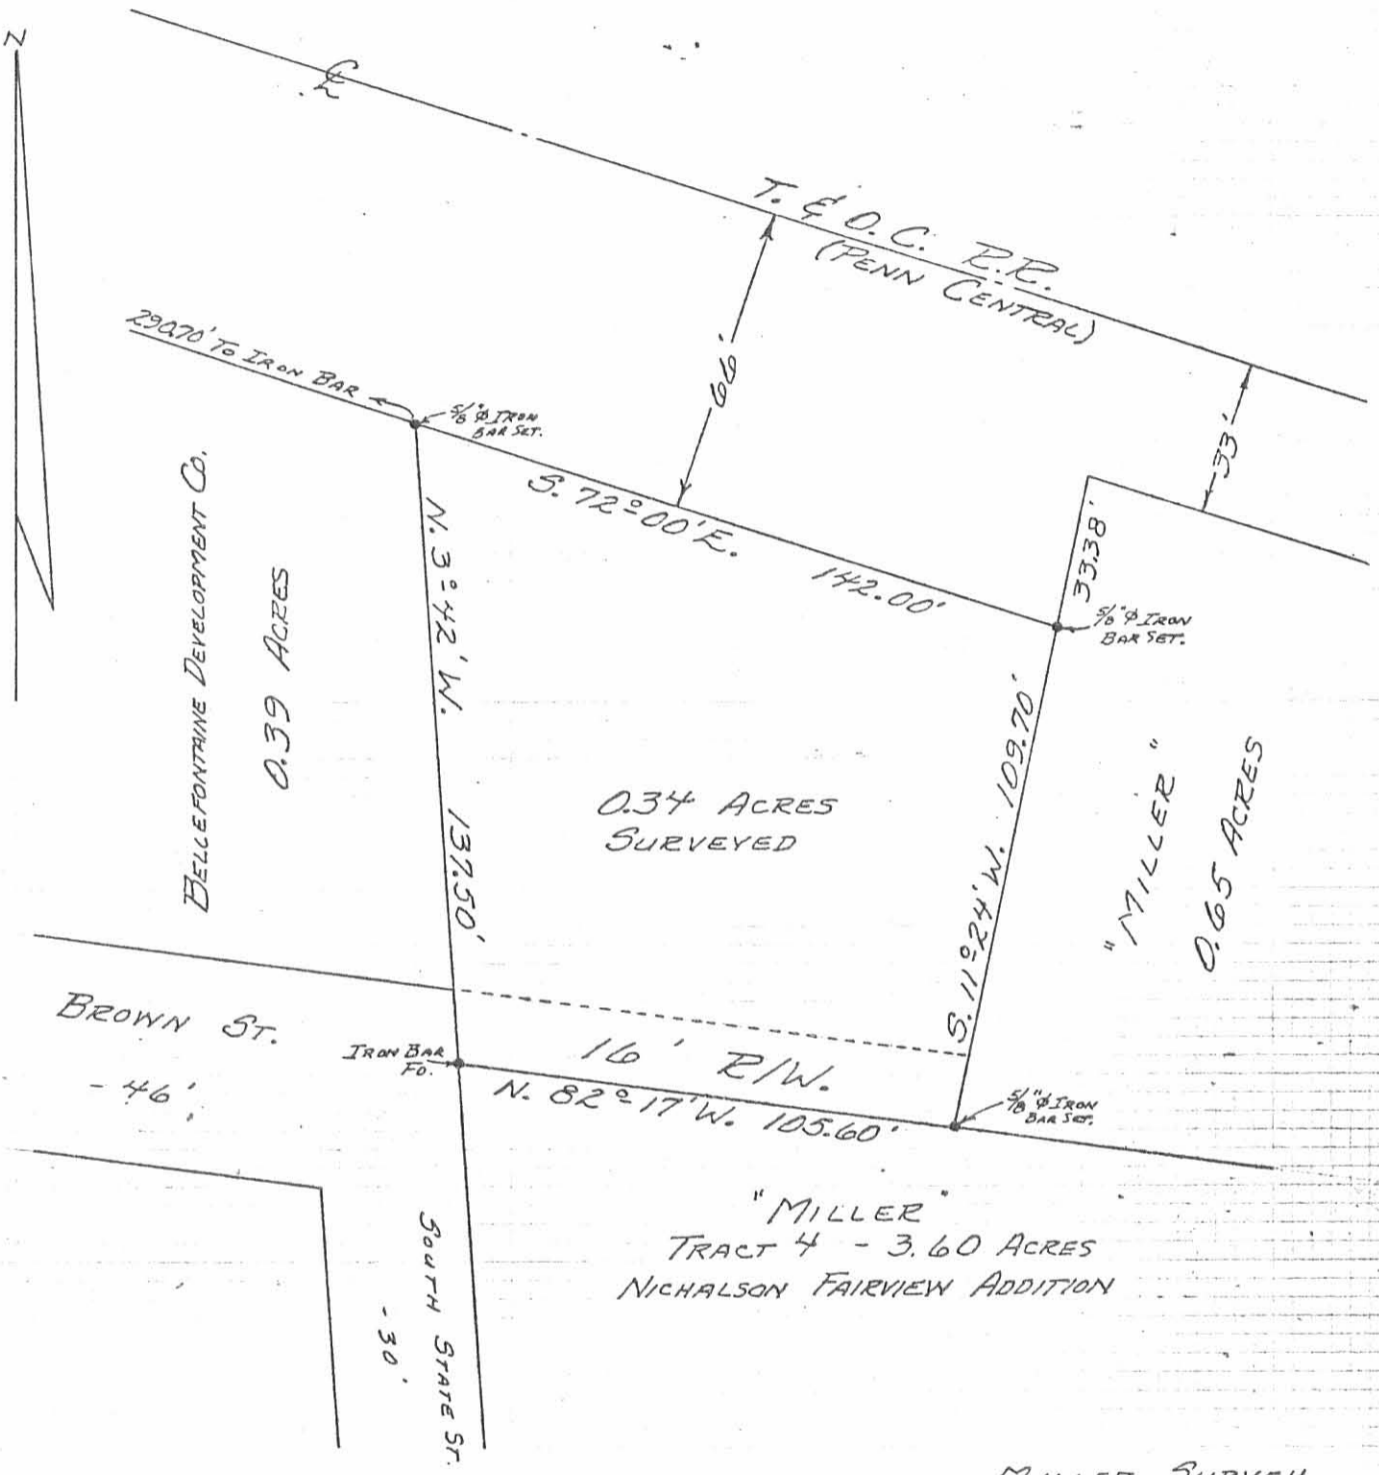 N
℄
T. & O.C. R.R.
(PENN CENTRAL)
66'
33'
290.70' TO IRON BAR
5/8" Ø IRON
BAR SET.
S. 72°00' E. 142.00'
33.38'
5/8" Ø IRON
BAR SET.
BELLEFONTAINE DEVELOPMENT CO.
0.39 ACRES
N. 3°42' W. 137.50'
0.34 ACRES
SURVEYED
S. 11°24' W. 109.70'
"MILLER"
0.65 ACRES
BROWN ST.
- 46'
IRON BAR
FD.
16' R/W.
N. 82°17' W. 105.60'
5/8" Ø IRON
BAR SET.
"MILLER"
TRACT 4 - 3.60 ACRES
NICHALSON FAIRVIEW ADDITION
SOUTH STATE ST.
- 30'
MILLER SURVEY